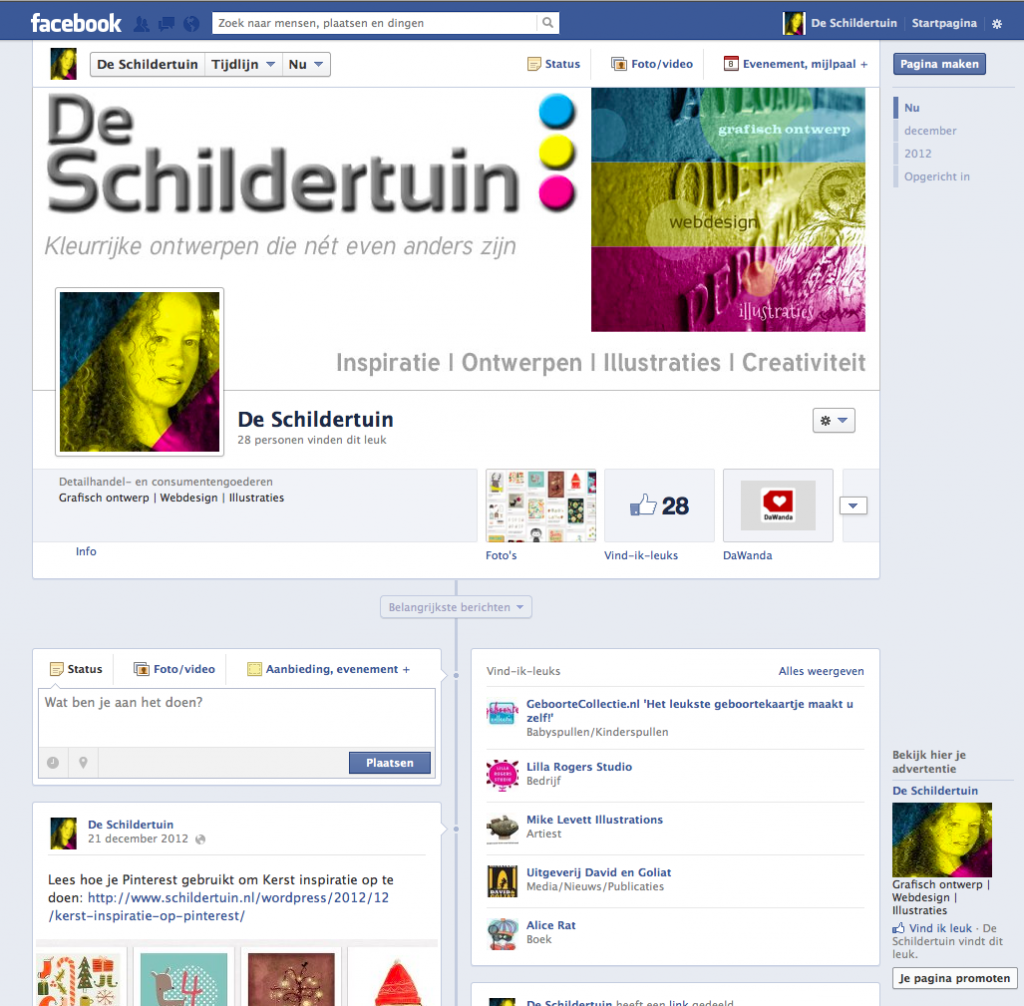 facebook
Zoek naar mensen, plaatsen en dingen
De Schildertuin
Startpagina
De Schildertuin
Tijdlijn
Nu
Status
Foto/video
8
Evenement, mijlpaal +
Pagina maken
Nu
december
2012
Opgericht in
De
Schildertuin
Kleurrijke ontwerpen die nét even anders zijn
grafisch ontwerp
webdesign
illustraties
Inspiratie | Ontwerpen | Illustraties | Creativiteit
De Schildertuin
28 personen vinden dit leuk
Detailhandel- en consumentengoederen
Grafisch ontwerp | Webdesign | Illustraties
Info
Foto's
28
Vind-ik-leuks
DaWanda
DaWanda
Belangrijkste berichten
Status
Foto/video
Aanbieding, evenement +
Wat ben je aan het doen?
Plaatsen
De Schildertuin
21 december 2012
Lees hoe je Pinterest gebruikt om Kerst inspiratie op te
doen: http://www.schildertuin.nl/wordpress/2012/12
/kerst-inspiratie-op-pinterest/
4
Vind-ik-leuks
Alles weergeven
GeboorteCollectie.nl 'Het leukste geboortekaartje maakt u
zelf!'
Babyspullen/Kinderspullen
Lilla Rogers Studio
Bedrijf
Mike Levett Illustrations
Artiest
Uitgeverij David en Goliat
Media/Nieuws/Publicaties
Alice Rat
Boek
De Schildertuin heeft een link gedeeld
Bekijk hier je
advertentie
De Schildertuin
Grafisch ontwerp |
Webdesign |
Illustraties
Vind ik leuk · De
Schildertuin vindt dit
leuk.
Je pagina promoten